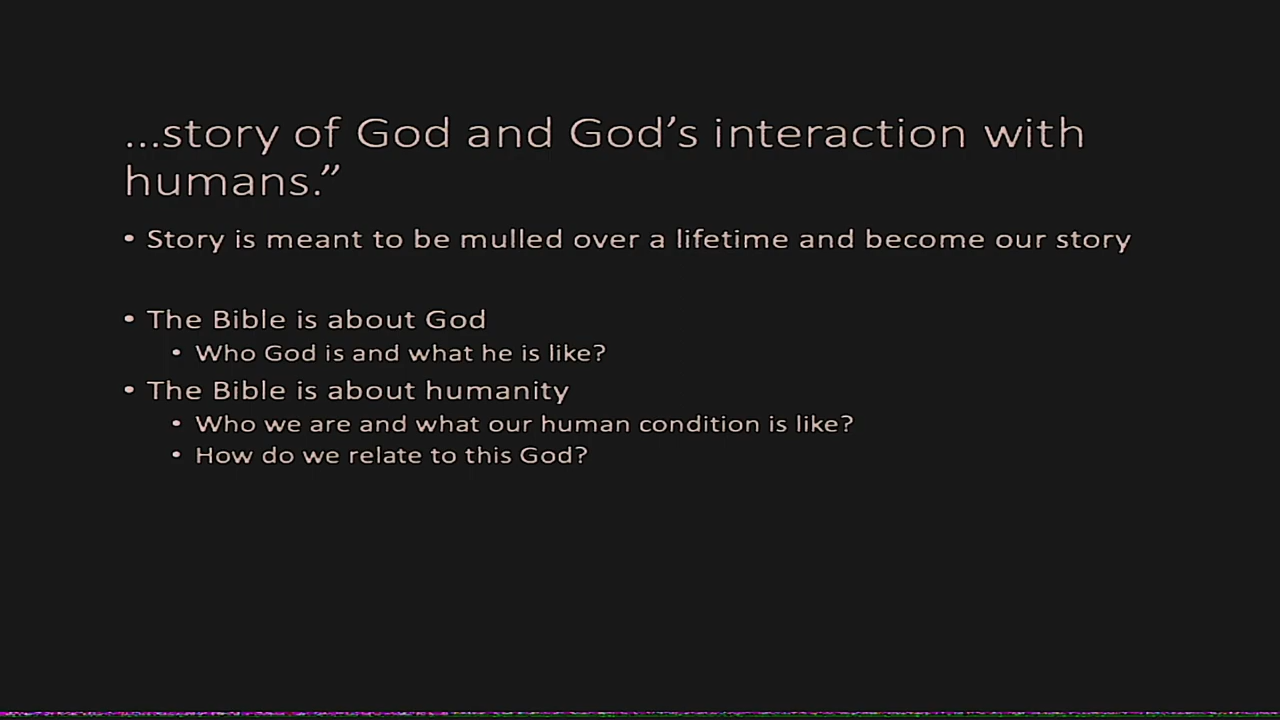 ...story of God and God’s interaction with
humans.”
• Story is meant to be mulled over a lifetime and become our story
• The Bible is about God
• Who God is and what he is like?
• The Bible is about humanity
• Who we are and what our human condition is like?
• How do we relate to this God?